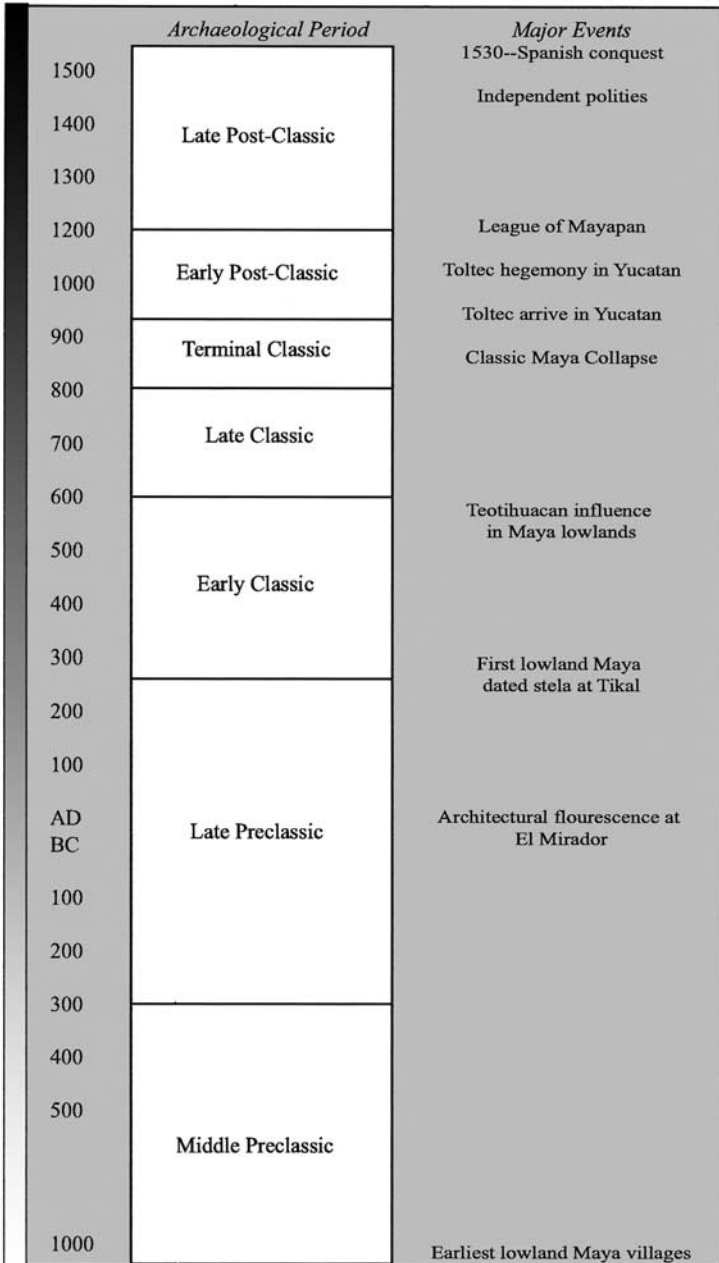 Archaeological Period Major Events
1530--Spanish conquest
1500
Independent polities
1400
Late Post-Classic
1300
1200 League of Mayapan
Early Post-Classic Toltec hegemony in Yucatan
1000
Toltec arrive in Yucatan
900
Terminal Classic Classic Maya Collapse
800
Late Classic
700
600
Teotihuacan influence
in Maya lowlands
500
Early Classic
400
300 First lowland Maya
dated stela at Tikal
200
100
AD Architectural flourescence at
Late Preclassic
BC El Mirador
100
200
300
400
500
Middle Preclassic
1000 Earliest lowland Maya villages